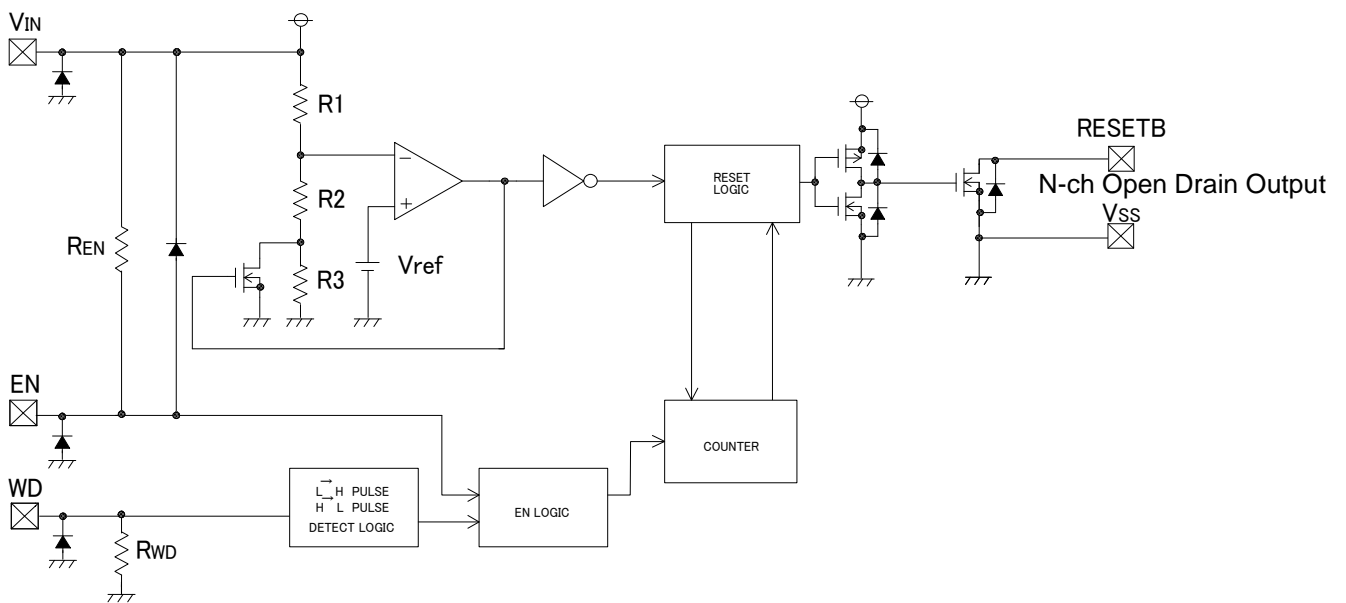 VIN
R1
R2
REN
R3
Vref
RESET
LOGIC
RESETB
N-ch Open Drain Output
VSS
EN
COUNTER
WD
L → H PULSE
H → L PULSE
DETECT LOGIC
EN LOGIC
RWD